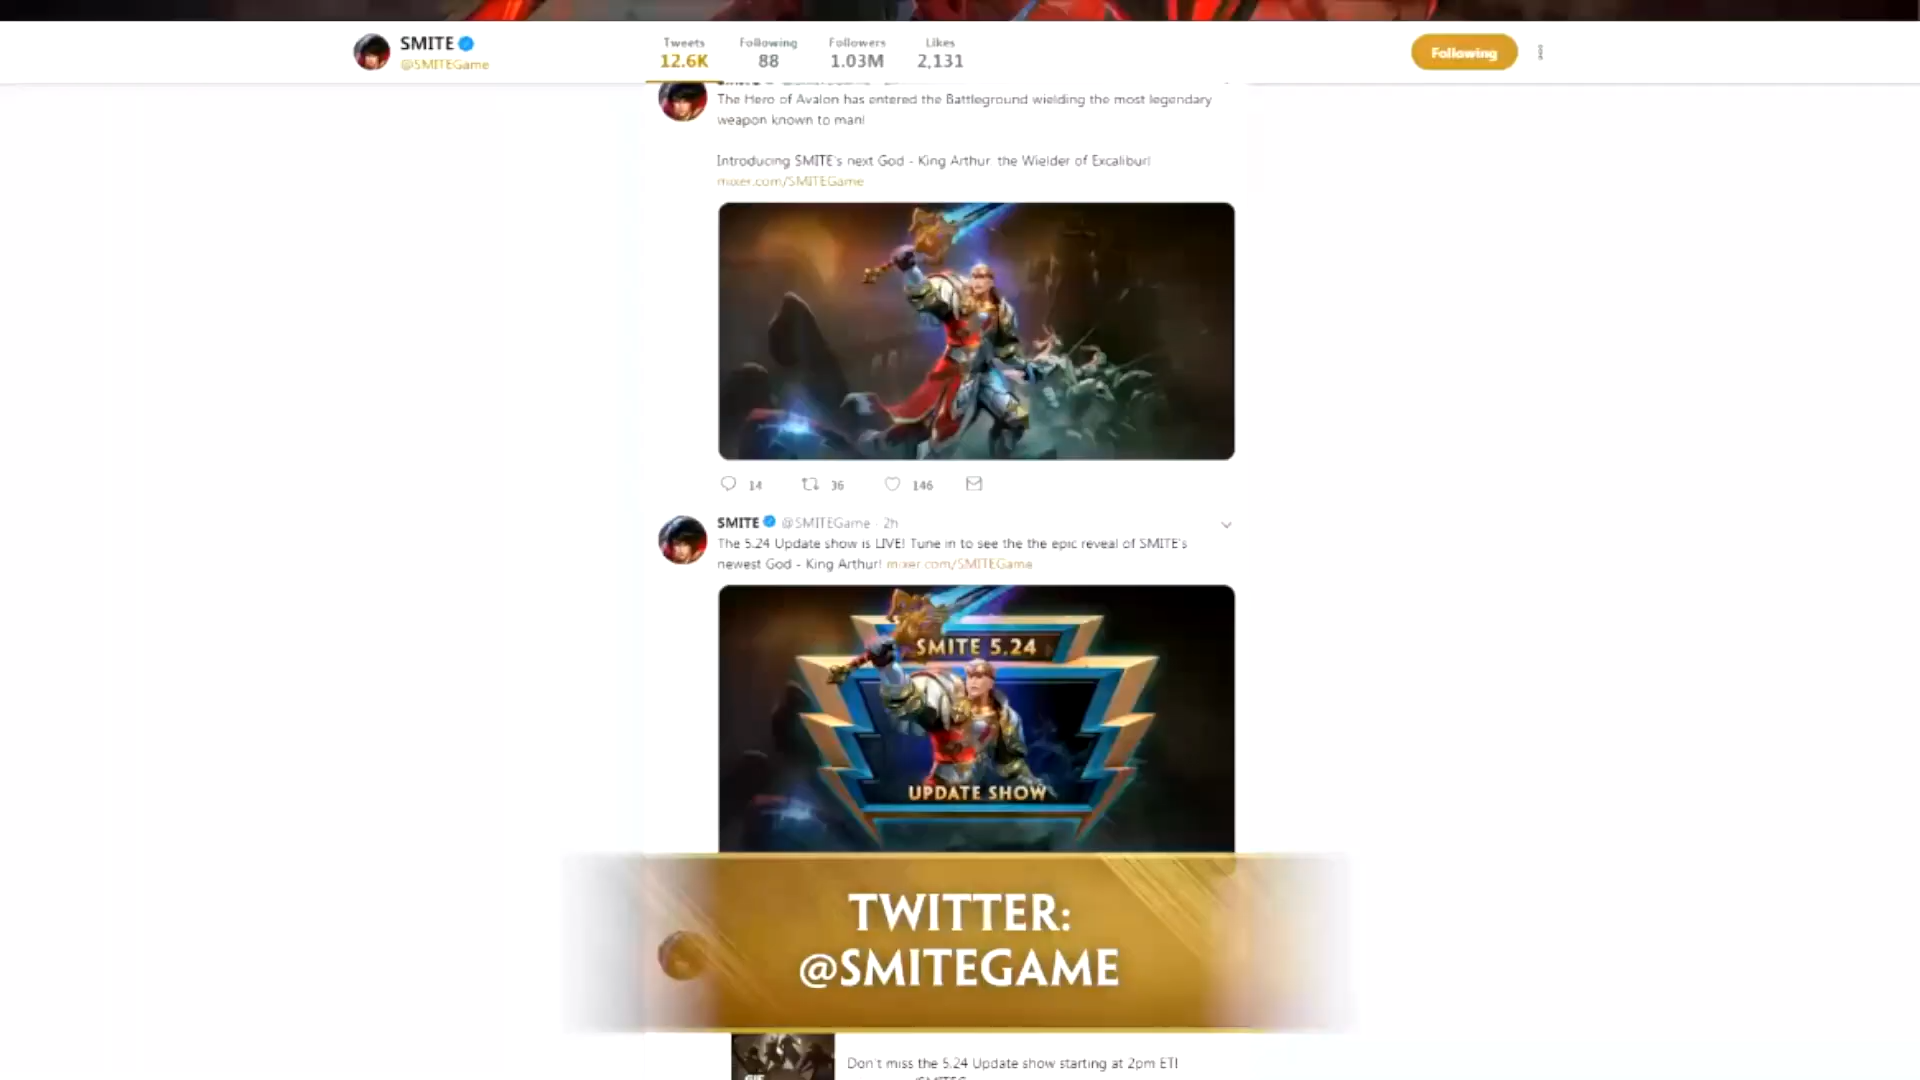 SMITE
@SMITEGame
Tweets
12.6K
Following
88
Followers
1.03M
Likes
2,131
Following
The Hero of Avalon has entered the Battleground wielding the most legendary
weapon known to man!
Introducing SMITE's next God - King Arthur, the Wielder of Excalibur!
mixer.com/SMITEGame
14
36
146
SMITE @SMITEGame · 2h
The 5.24 Update show is LIVE! Tune in to see the the epic reveal of SMITE's
newest God - King Arthur! mixer.com/SMITEGame
SMITE 5.24
UPDATE SHOW
TWITTER:
@SMITEGAME
Don't miss the 5.24 Update show starting at 2pm ET!
GIF